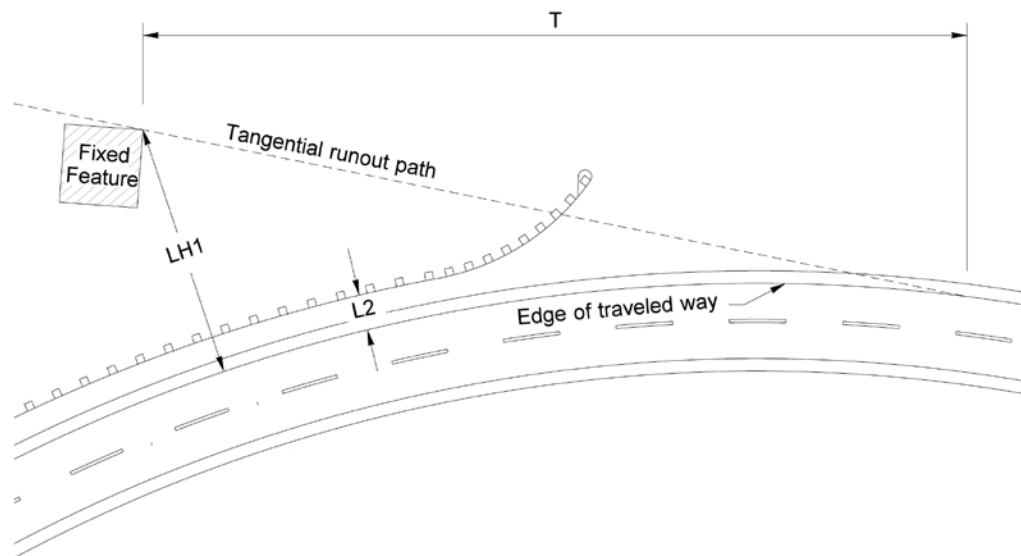 T
Tangential runout path
Fixed
Feature
LH1
L2
Edge of traveled way